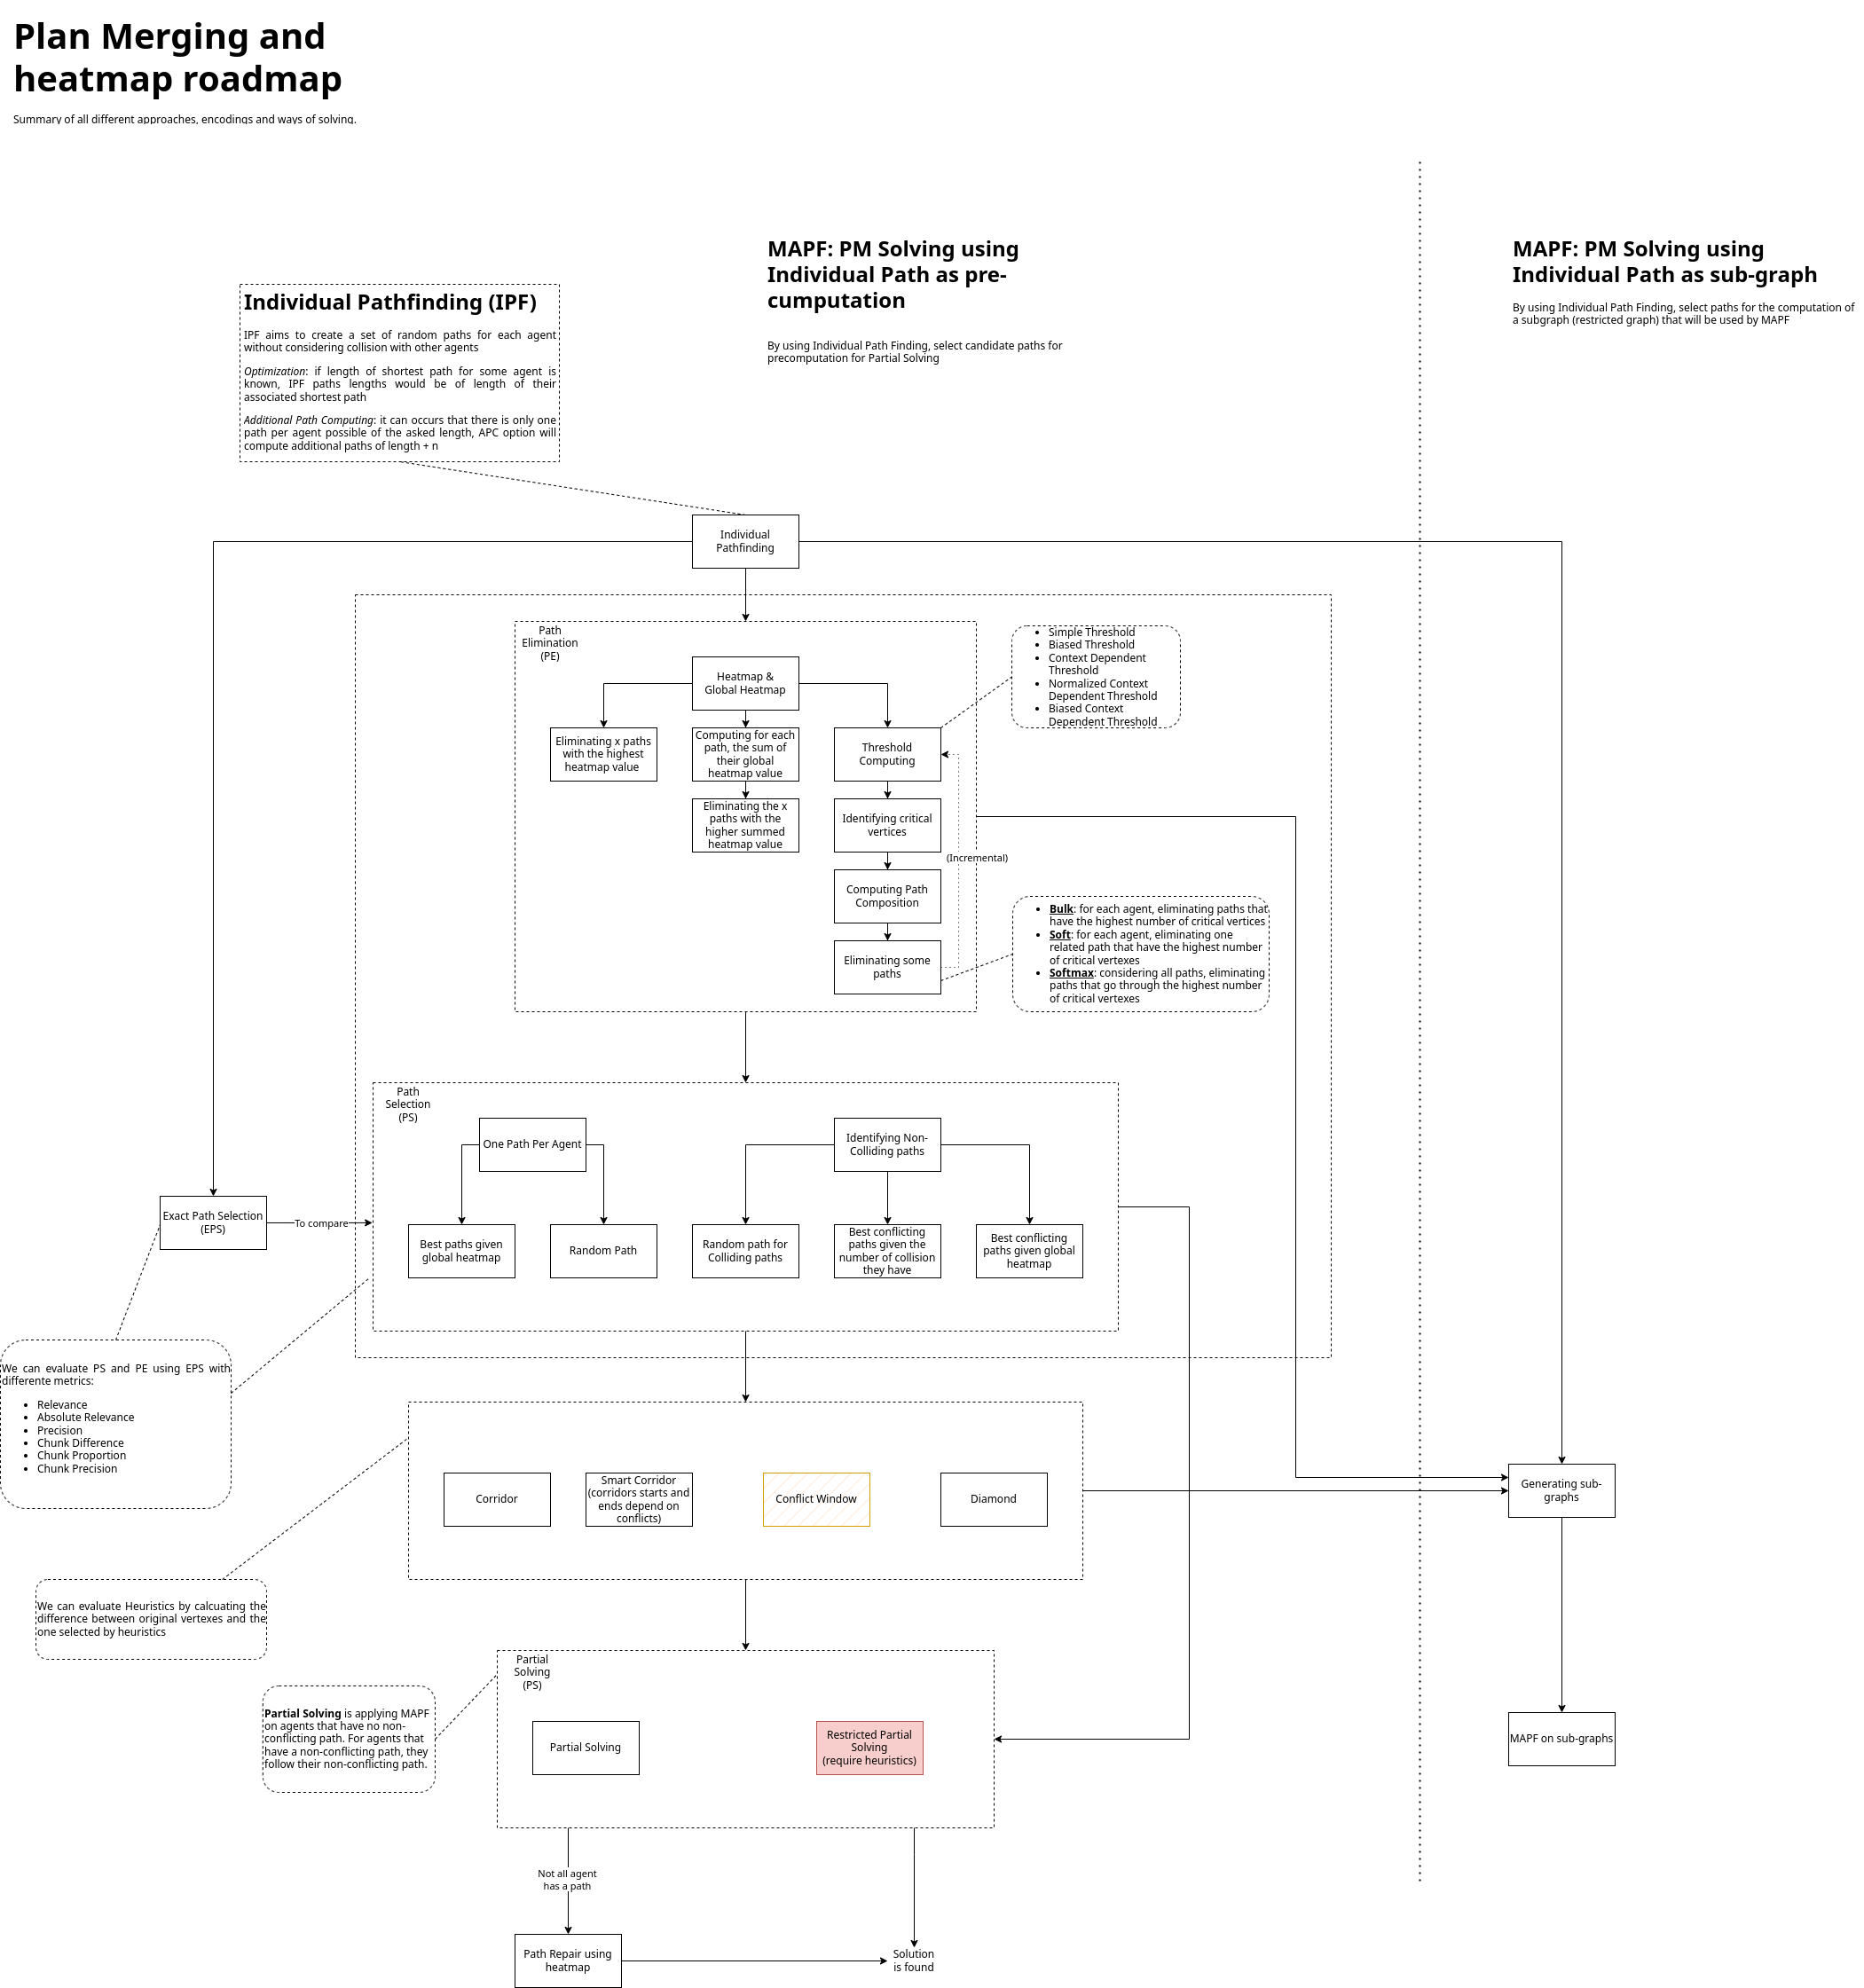 Plan Merging and
heatmap roadmap
Summary of all different approaches, encodings and ways of solving.
MAPF: PM Solving using
Individual Path as pre-
cumputation
By using Individual Path Finding, select candidate paths for
precomputation for Partial Solving
MAPF: PM Solving using
Individual Path as sub-graph
By using Individual Path Finding, select paths for the computation of
a subgraph (restricted graph) that will be used by MAPF
Individual Pathfinding (IPF)
IPF aims to create a set of random paths for each agent
without considering collision with other agents
Optimization: if length of shortest path for some agent is
known, IPF paths lengths would be of length of their
associated shortest path
Additional Path Computing: it can occurs that there is only one
path per agent possible of the asked length, APC option will
compute additional paths of length + n
Individual
Pathfinding
Path
Elimination
(PE)
Heatmap &
Global Heatmap
Simple Threshold
Biased Threshold
Context Dependent
Threshold
Normalized Context
Dependent Threshold
Biased Context
Dependent Threshold
Eliminating x paths
with the highest
heatmap value
Computing for each
path, the sum of
their global
heatmap value
Threshold
Computing
Eliminating the x
paths with the
higher summed
heatmap value
Identifying critical
vertices
(Incremental)
Computing Path
Composition
Eliminating some
paths
Bulk: for each agent, eliminating paths that
have the highest number of critical vertices
Soft: for each agent, eliminating one
related path that have the highest number
of critical vertexes
Softmax: considering all paths, eliminating
paths that go through the highest number
of critical vertexes
Path
Selection
(PS)
One Path Per Agent
Identifying Non-
Colliding paths
Exact Path Selection
(EPS)
To compare
Best paths given
global heatmap
Random Path
Random path for
Colliding paths
Best conflicting
paths given the
number of collision
they have
Best conflicting
paths given global
heatmap
We can evaluate PS and PE using EPS with
differente metrics:
Relevance
Absolute Relevance
Precision
Chunk Difference
Chunk Proportion
Chunk Precision
Corridor
Smart Corridor
(corridors starts and
ends depend on
conflicts)
Conflict Window
Diamond
Generating sub-
graphs
We can evaluate Heuristics by calcuating the
difference between original vertexes and the
one selected by heuristics
Partial
Solving
(PS)
Partial Solving is applying MAPF
on agents that have no non-
conflicting path. For agents that
have a non-conflicting path, they
follow their non-conflicting path.
Partial Solving
Restricted Partial
Solving
(require heuristics)
MAPF on sub-graphs
Not all agent
has a path
Path Repair using
heatmap
Solution
is found